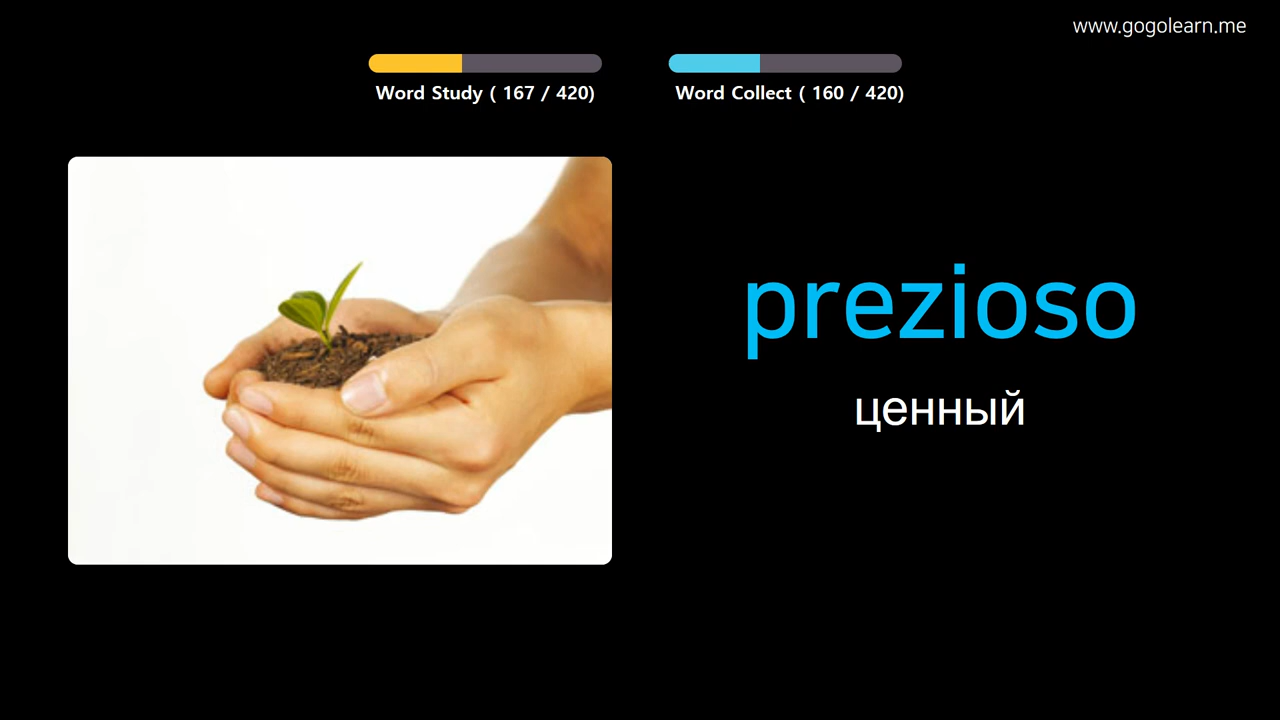 www.gogolearn.me
Word Study ( 167 / 420)
Word Collect ( 160 / 420)
prezioso
ценный